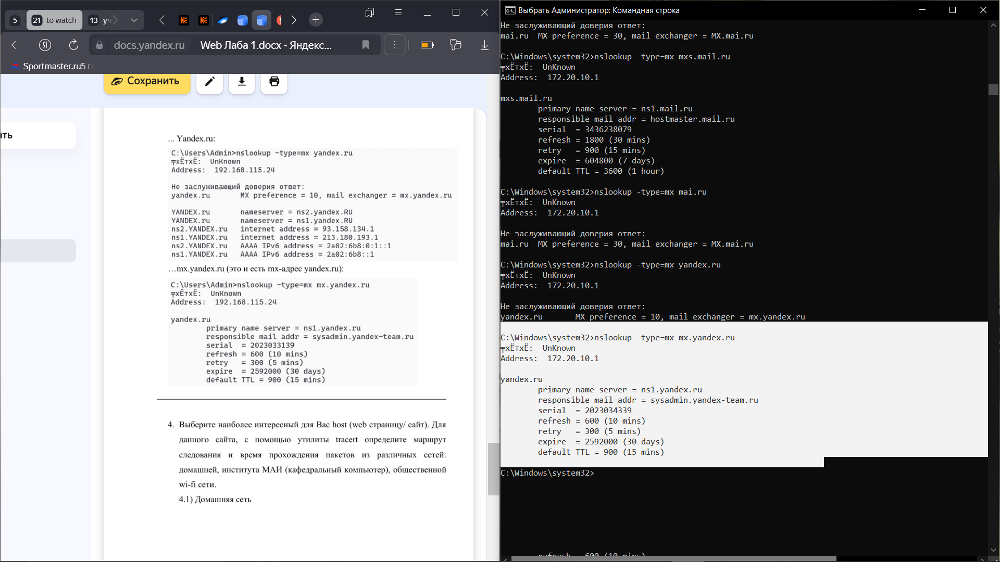 5
21 to watch
13 уч
docs.yandex.ru Web Лаба 1.docx - Яндекс...
Sportmaster.ru5 г
Сохранить
ать
... Yandex.ru:
C:\Users\Admin>nslookup -type=mx yandex.ru
╤хЁтхЁ:  UnKnown
Address:  192.168.115.24
Не заслуживающий доверия ответ:
yandex.ru       MX preference = 10, mail exchanger = mx.yandex.ru
YANDEX.ru       nameserver = ns2.yandex.RU
YANDEX.ru       nameserver = ns1.yandex.RU
ns2.YANDEX.ru   internet address = 93.158.134.1
ns1.YANDEX.ru   internet address = 213.180.193.1
ns2.YANDEX.ru   AAAA IPv6 address = 2a02:6b8:0:1::1
ns1.YANDEX.ru   AAAA IPv6 address = 2a02:6b8::1
…mx.yandex.ru (это и есть mx-адрес yandex.ru):
C:\Users\Admin>nslookup -type=mx mx.yandex.ru
╤хЁтхЁ:  UnKnown
Address:  192.168.115.24
yandex.ru
primary name server = ns1.yandex.ru
responsible mail addr = sysadmin.yandex-team.ru
serial  = 2023033139
refresh = 600 (10 mins)
retry   = 300 (5 mins)
expire  = 2592000 (30 days)
default TTL = 900 (15 mins)
4. Выберите наиболее интересный для Вас host (web страницу/ сайт). Для
данного сайта, с помощью утилиты tracert определите маршрут
следования и время прохождения пакетов из различных сетей:
домашней, института МАИ (кафедральный компьютер), общественной
wi-fi сети.
4.1) Домашняя сеть
Выбрать Администратор: Командная строка
Не заслуживающий доверия ответ:
mai.ru  MX preference = 30, mail exchanger = MX.mai.ru
C:\Windows\system32>nslookup -type=mx mxs.mail.ru
╤хЁтхЁ:  UnKnown
Address:  172.20.10.1
mxs.mail.ru
primary name server = ns1.mail.ru
responsible mail addr = hostmaster.mail.ru
serial  = 3436238079
refresh = 1800 (30 mins)
retry   = 900 (15 mins)
expire  = 604800 (7 days)
default TTL = 3600 (1 hour)
C:\Windows\system32>nslookup -type=mx mai.ru
╤хЁтхЁ:  UnKnown
Address:  172.20.10.1
Не заслуживающий доверия ответ:
mai.ru  MX preference = 30, mail exchanger = MX.mai.ru
C:\Windows\system32>nslookup -type=mx yandex.ru
╤хЁтхЁ:  UnKnown
Address:  172.20.10.1
Не заслуживающий доверия ответ:
yandex.ru       MX preference = 10, mail exchanger = mx.yandex.ru
C:\Windows\system32>nslookup -type=mx mx.yandex.ru
╤хЁтхЁ:  UnKnown
Address:  172.20.10.1
yandex.ru
primary name server = ns1.yandex.ru
responsible mail addr = sysadmin.yandex-team.ru
serial  = 2023034339
refresh = 600 (10 mins)
retry   = 300 (5 mins)
expire  = 2592000 (30 days)
default TTL = 900 (15 mins)
C:\Windows\system32>
refresh = 600 (10 mins)